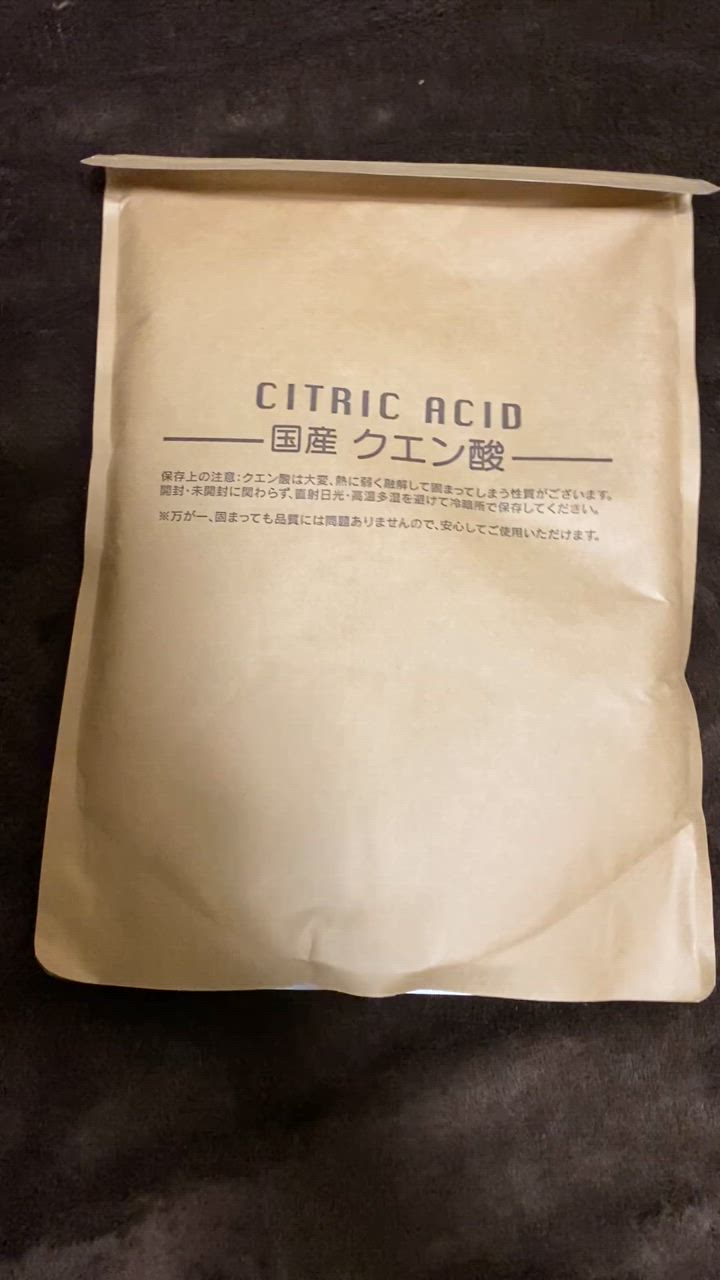 CITRIC ACID
国産 クエン酸
保存上の注意:クエン酸は大変、熱に弱く融解して固まってしまう性質がございます。
開封・未開封に関わらず、直射日光・高温多湿を避けて冷暗所で保存してください。
※万が一、固まっても品質には問題ありませんので、安心してご使用いただけます。